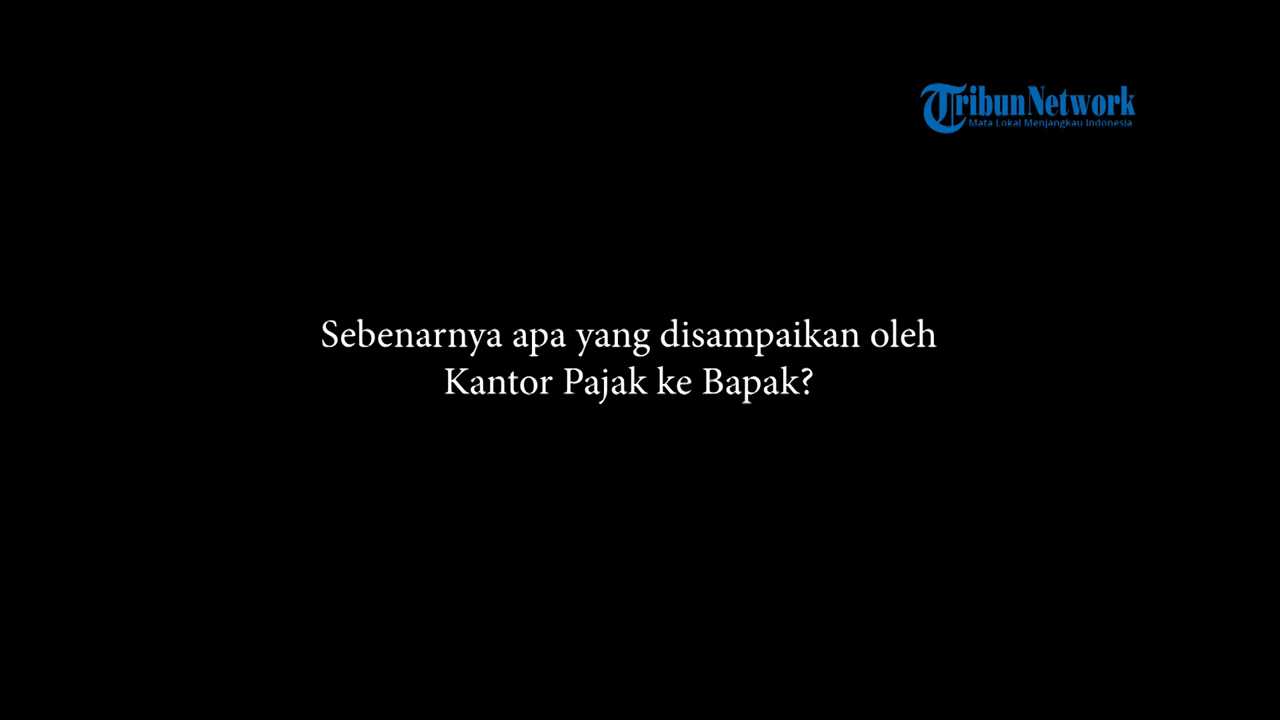 TribunNetwork
Mata Lokal Menjangkau Indonesia
Sebenarnya apa yang disampaikan oleh
Kantor Pajak ke Bapak?